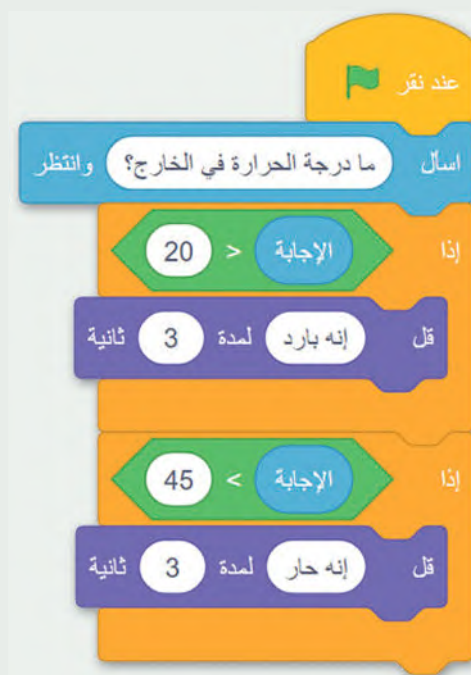 عند نقر
اسأل ما درجة الحرارة في الخارج؟ وانتظر
إذا الإجابة < 20
قل إنه بارد لمدة 3 ثانية
إذا الإجابة > 45
قل إنه حار لمدة 3 ثانية